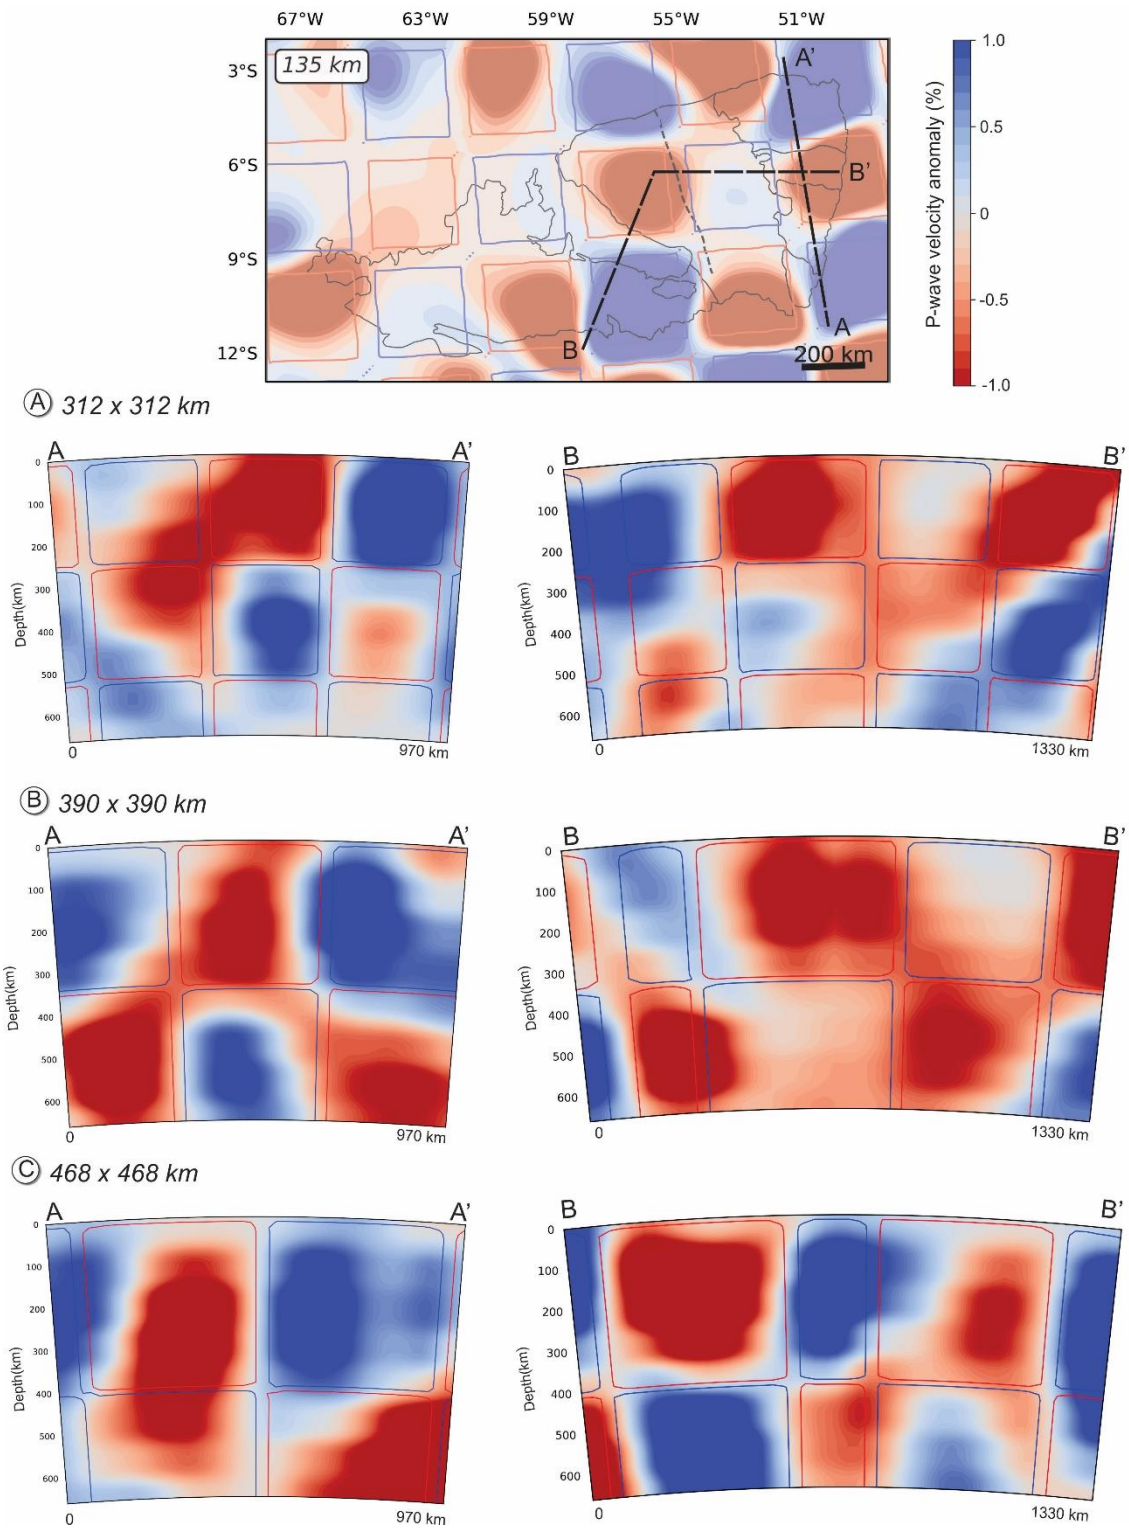 67°W 63°W 59°W 55°W 51°W
135 km
3°S
6°S
9°S
12°S
A'
B'
A
B
200 km
1.0
0.5
0
-0.5
-1.0
P-wave velocity anomaly (%)
A 312 x 312 km
A A'
0
100
200
300
400
500
600
Depth(km)
0 970 km
B B'
0
100
200
300
400
500
600
Depth(km)
0 1330 km
B 390 x 390 km
A A'
0
100
200
300
400
500
600
Depth(km)
0 970 km
B B'
0
100
200
300
400
500
600
Depth(km)
0 1330 km
C 468 x 468 km
A A'
0
100
200
300
400
500
600
Depth(km)
0 970 km
B B'
0
100
200
300
400
500
600
Depth(km)
0 1330 km